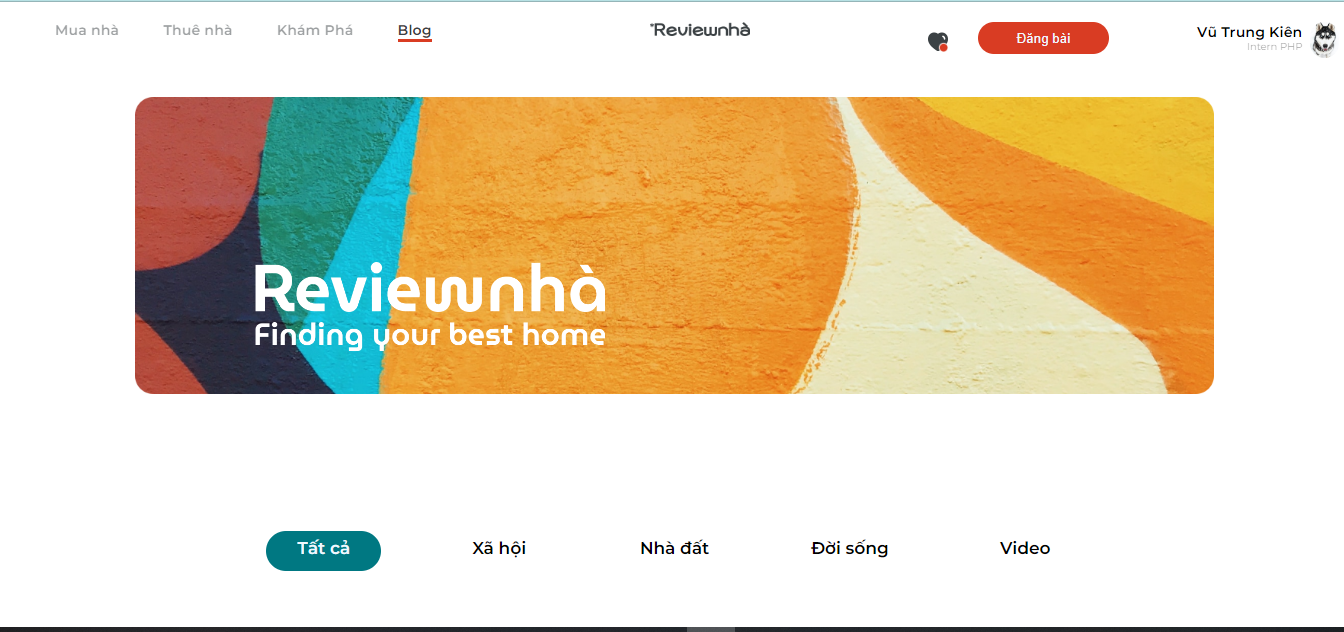 Mua nhà
Thuê nhà
Khám Phá
Blog
Reviewnhà
Đăng bài
Vũ Trung Kiên
Intern PHP
Reviewnhà
Finding your best home
Tất cả
Xã hội
Nhà đất
Đời sống
Video